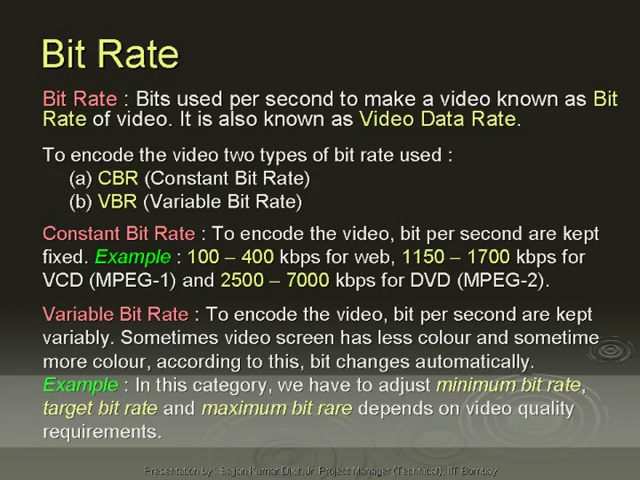 Bit Rate
Bit Rate : Bits used per second to make a video known as Bit
Rate of video. It is also known as Video Data Rate.
To encode the video two types of bit rate used :
(a) CBR (Constant Bit Rate)
(b) VBR (Variable Bit Rate)
Constant Bit Rate : To encode the video, bit per second are kept
fixed. Example : 100 – 400 kbps for web, 1150 – 1700 kbps for
VCD (MPEG-1) and 2500 – 7000 kbps for DVD (MPEG-2).
Variable Bit Rate : To encode the video, bit per second are kept
variably. Sometimes video screen has less colour and sometime
more colour, according to this, bit changes automatically.
Example : In this category, we have to adjust minimum bit rate,
target bit rate and maximum bit rare depends on video quality
requirements.
Presentation by : Sajjan Kumar Dixit, Jr. Project Manager (Technical), IIT Bombay